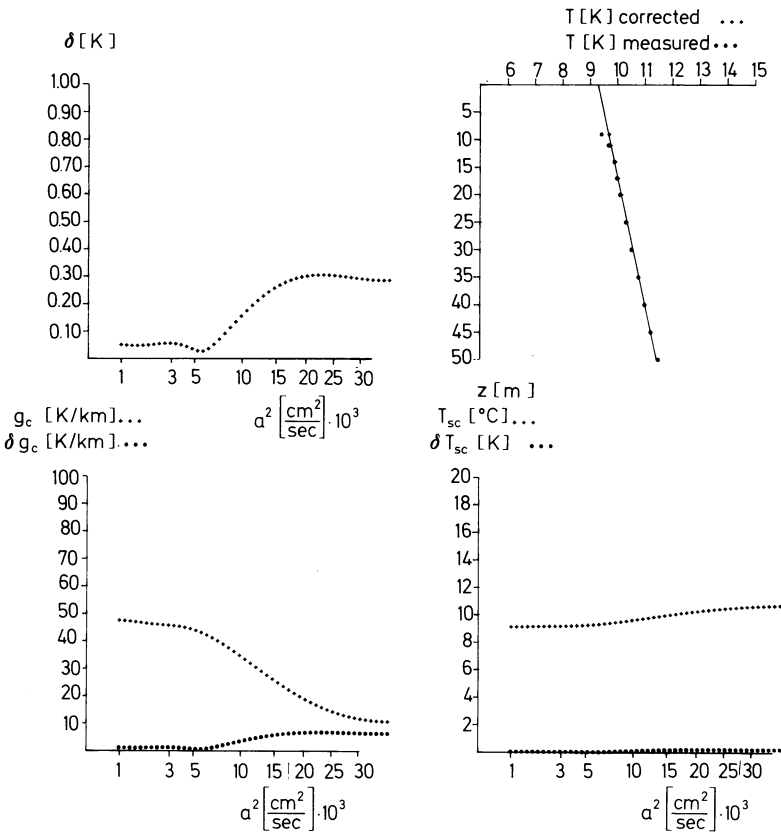 δ [K]
1.00
0.90
0.80
0.70
0.60
0.50
0.40
0.30
0.20
0.10
1 3 5 10 15 20 25 30
a² [cm²/sec]·10³
T [K] corrected ...
T [K] measured •••
6 7 8 9 10 11 12 13 14 15
5
10
15
20
25
30
35
40
45
50
z [m]
g_c [K/km]...
δ g_c [K/km]....
100
90
80
70
60
50
40
30
20
10
1 3 5 10 15 20 25 30
a² [cm²/sec]·10³
T_sc [°C]...
δ T_sc [K] •••
20
18
16
14
12
10
8
6
4
2
1 3 5 10 15 20 25 30
a² [cm²/sec]·10³